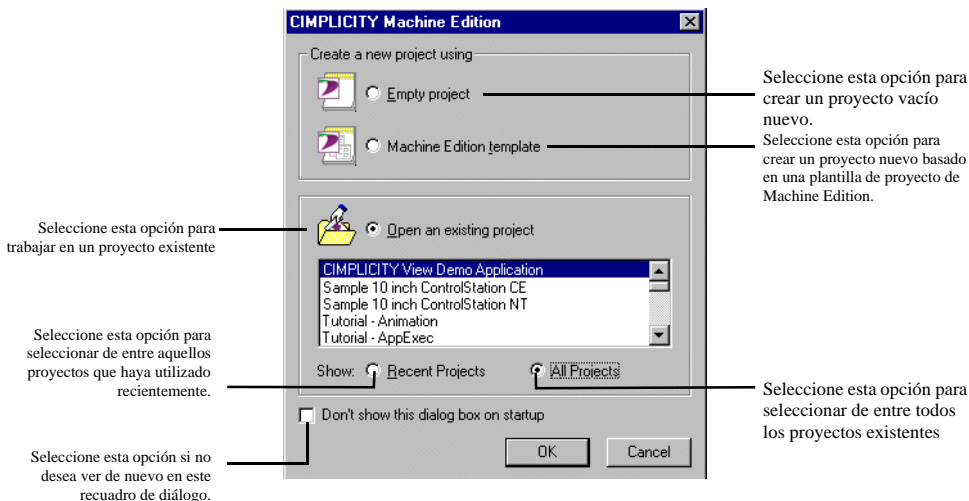 CIMPLICITY Machine Edition
Create a new project using
Empty project
Seleccione esta opción para
crear un proyecto vacío
nuevo.
Machine Edition template
Seleccione esta opción para
crear un proyecto nuevo basado
en una plantilla de proyecto de
Machine Edition.
Seleccione esta opción para
trabajar en un proyecto existente
Open an existing project
CIMPLICITY View Demo Application
Sample 10 inch ControlStation CE
Sample 10 inch ControlStation NT
Tutorial - Animation
Tutorial - AppExec
Seleccione esta opción para
seleccionar de entre aquellos
proyectos que haya utilizado
recientemente.
Show: Recent Projects All Projects
Seleccione esta opción para
seleccionar de entre todos
los proyectos existentes
Don't show this dialog box on startup
OK Cancel
Seleccione esta opción si no
desea ver de nuevo en este
recuadro de diálogo.